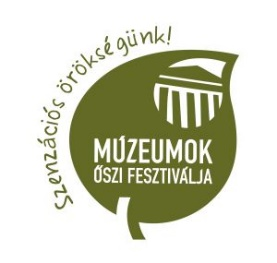 Szenzációs örökségünk!
MÚZEUMOK
ŐSZI FESZTIVÁLJA